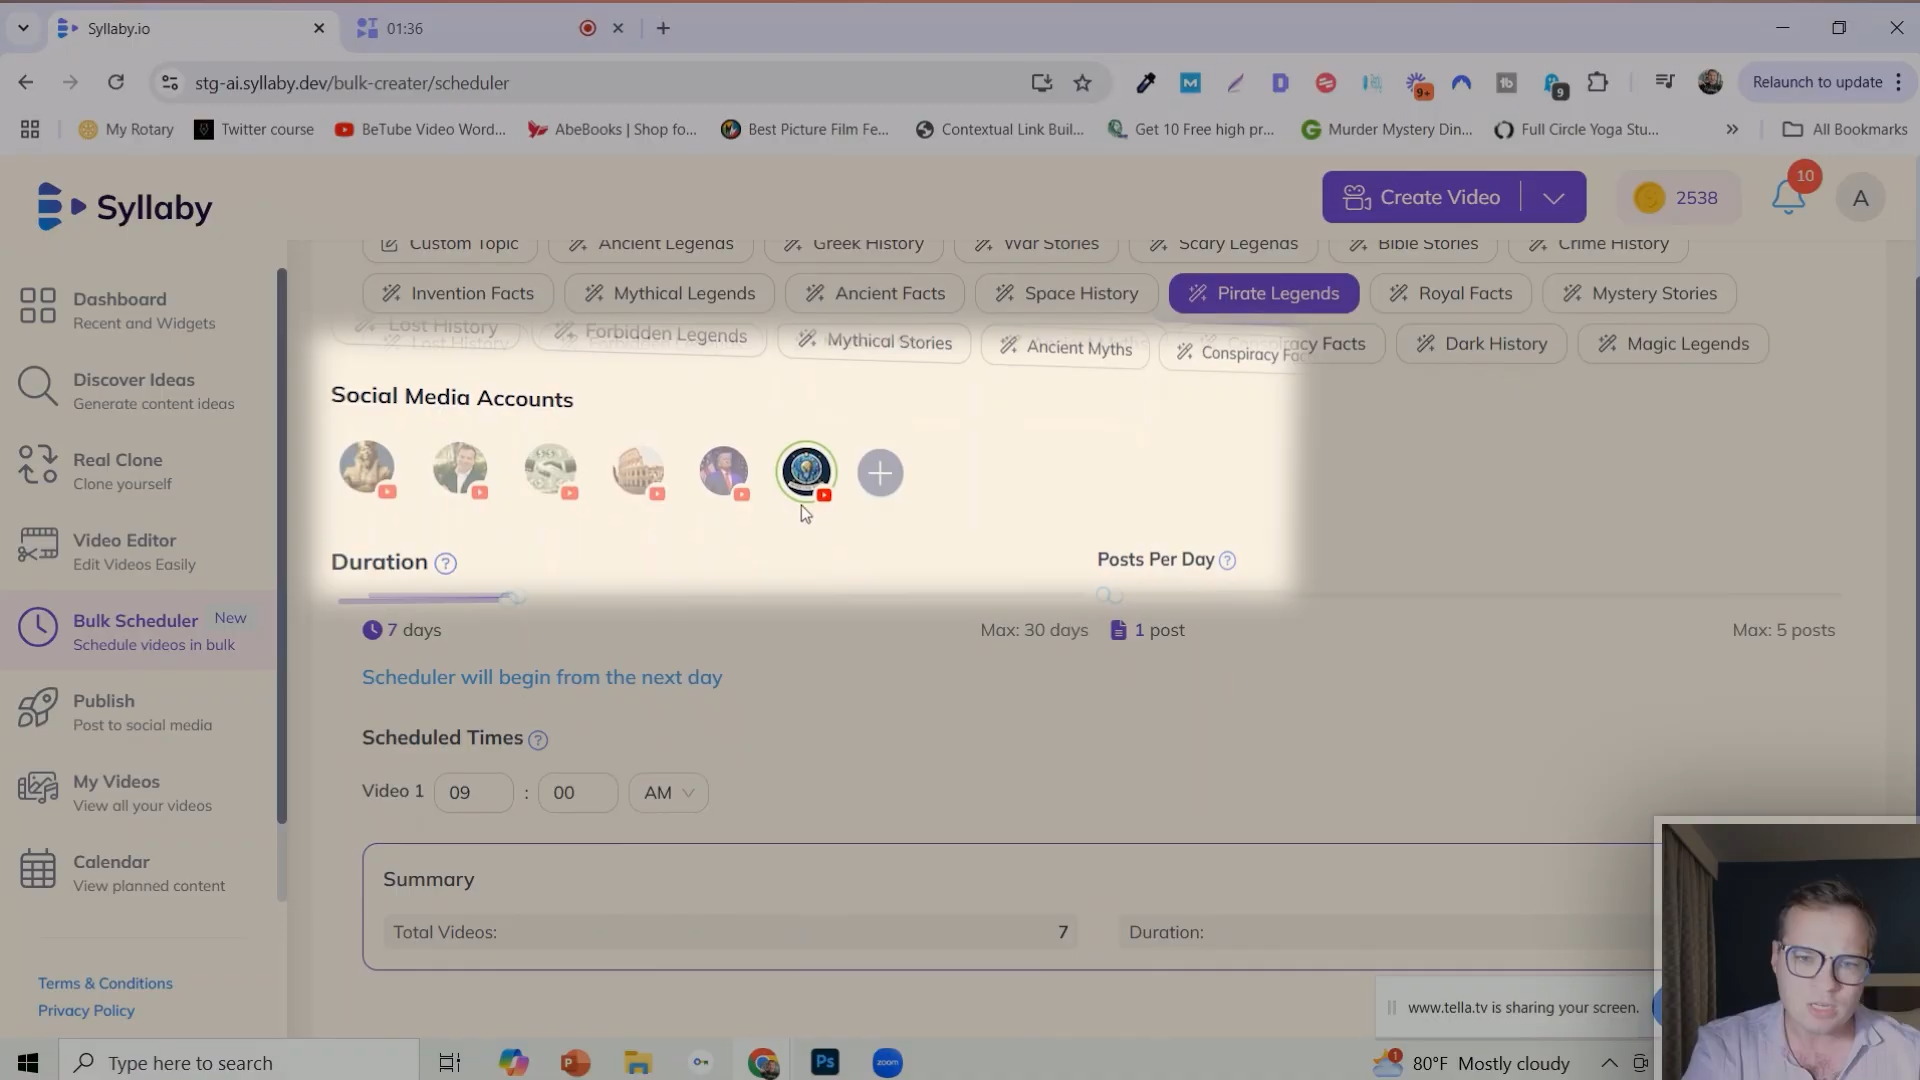 Syllaby.io
01:36
stg-ai.syllaby.dev/bulk-creater/scheduler
9+
9
Relaunch to update
My Rotary
Twitter course
BeTube Video Word...
AbeBooks | Shop fo...
Best Picture Film Fe...
Contextual Link Buil...
Get 10 Free high pr...
Murder Mystery Din...
Full Circle Yoga Stu...
»
All Bookmarks
Syllaby
Create Video
2538
10
A
Custom Topic
Ancient Legends
Greek History
War Stories
Scary Legends
Bible Stories
Crime History
Invention Facts
Mythical Legends
Ancient Facts
Space History
Pirate Legends
Royal Facts
Mystery Stories
Lost History
Forbidden Legends
Mythical Stories
Ancient Myths
Conspiracy Facts
Dark History
Magic Legends
Dashboard
Recent and Widgets
Discover Ideas
Generate content ideas
Real Clone
Clone yourself
Video Editor
Edit Videos Easily
Bulk Scheduler New
Schedule videos in bulk
Publish
Post to social media
My Videos
View all your videos
Calendar
View planned content
Terms & Conditions
Privacy Policy
Social Media Accounts
Duration ?
Posts Per Day ?
7 days
Max: 30 days
1 post
Max: 5 posts
Scheduler will begin from the next day
Scheduled Times ?
Video 1 09 : 00 AM
Summary
Total Videos: 7
Duration:
www.tella.tv is sharing your screen.
Type here to search
Ps
zoom
1
80°F Mostly cloudy